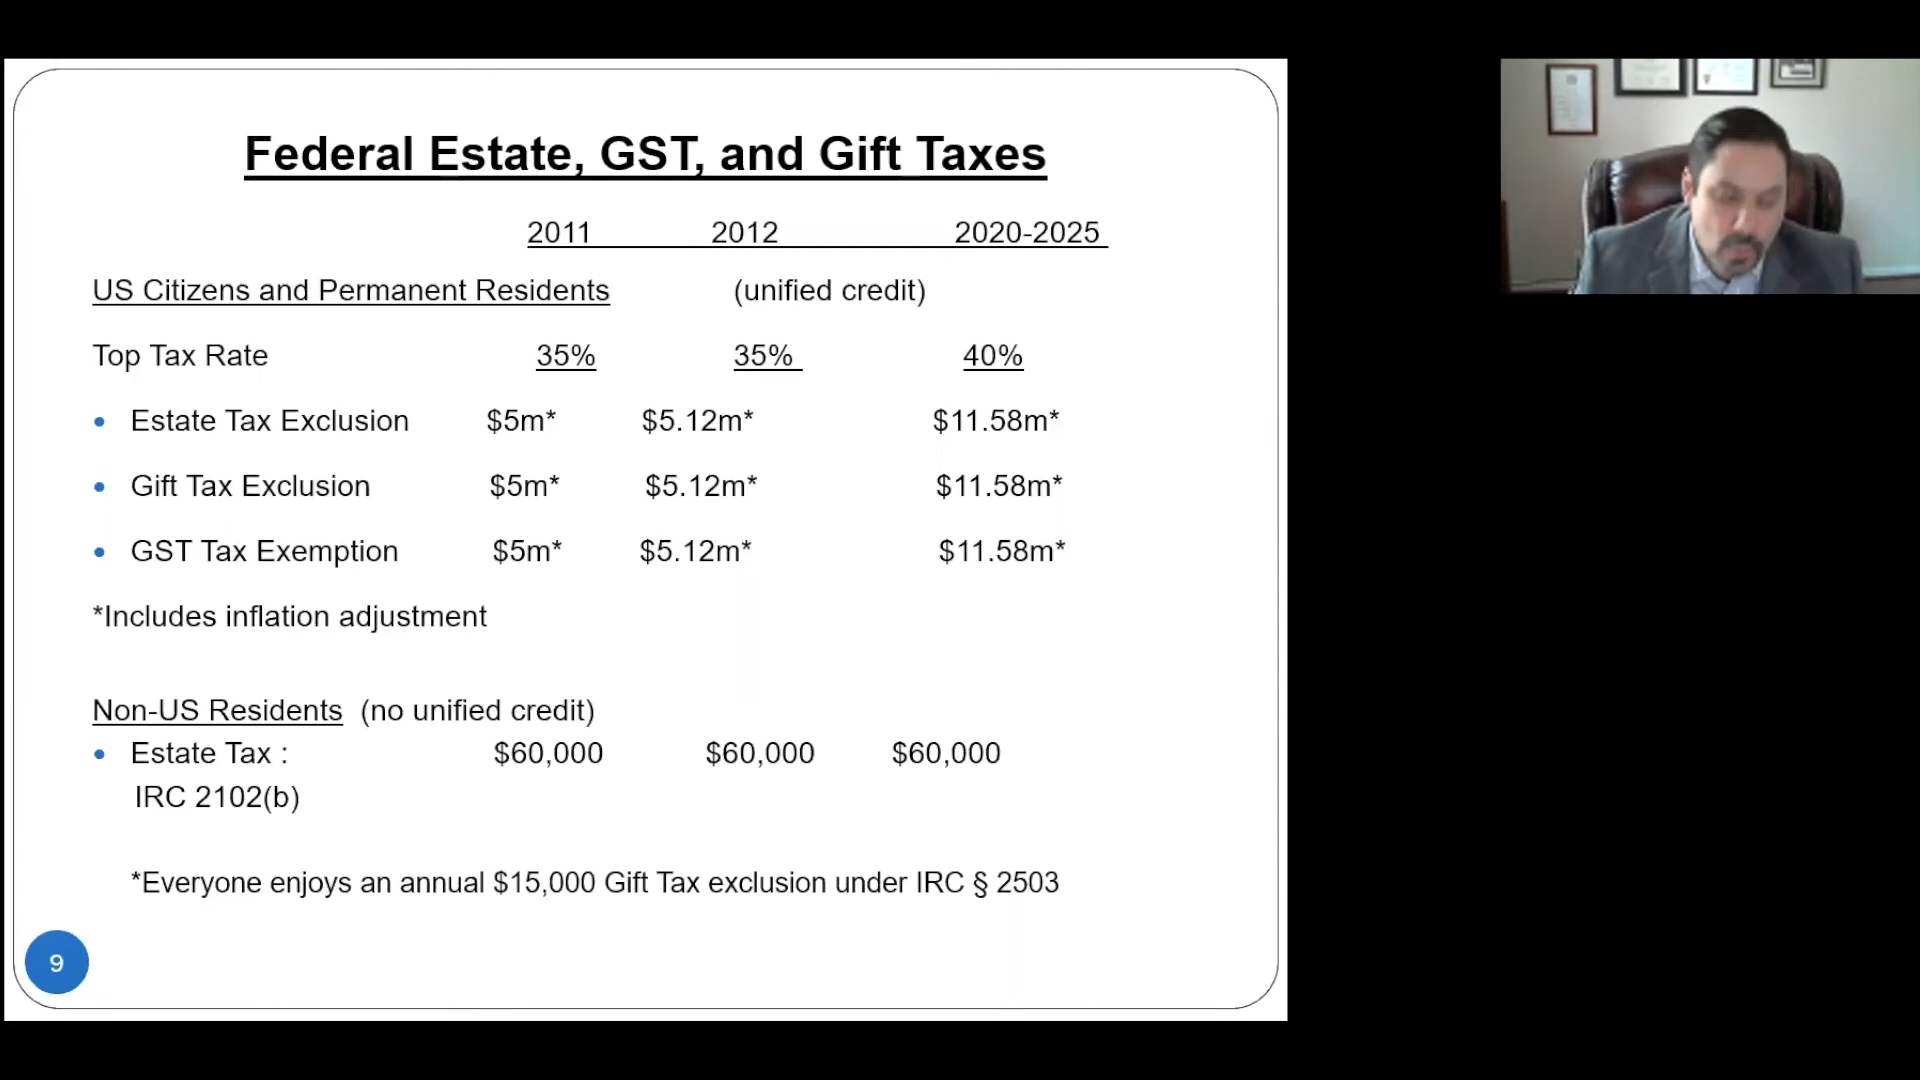 Federal Estate, GST, and Gift Taxes
2011 2012 2020-2025
US Citizens and Permanent Residents (unified credit)
Top Tax Rate 35% 35% 40%
• Estate Tax Exclusion $5m* $5.12m* $11.58m*
• Gift Tax Exclusion $5m* $5.12m* $11.58m*
• GST Tax Exemption $5m* $5.12m* $11.58m*
*Includes inflation adjustment
Non-US Residents (no unified credit)
• Estate Tax : $60,000 $60,000 $60,000
IRC 2102(b)
*Everyone enjoys an annual $15,000 Gift Tax exclusion under IRC § 2503
9